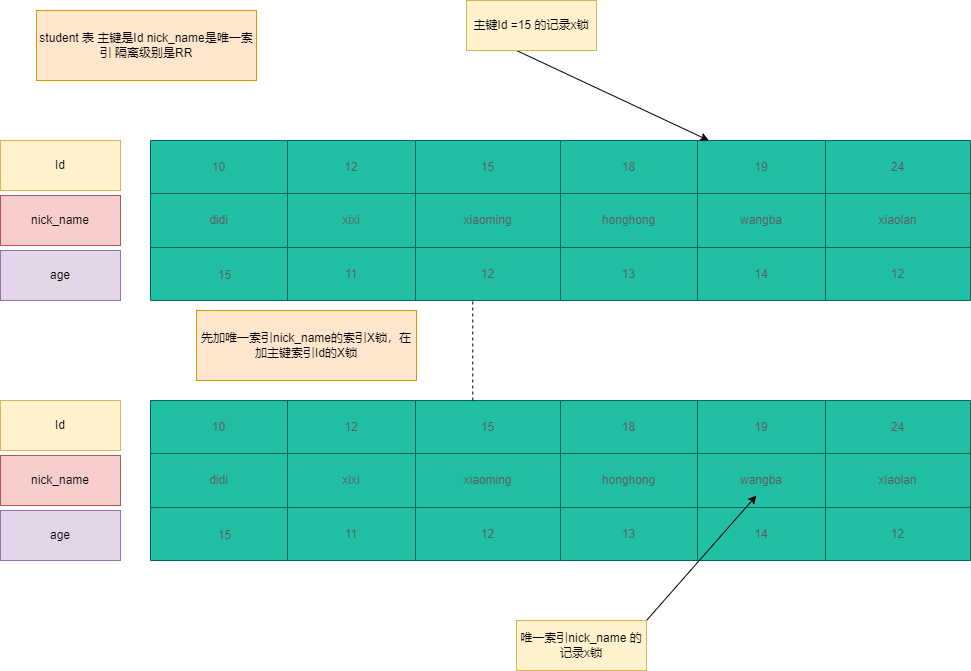 student 表 主键是Id nick_name是唯一索
引 隔离级别是RR
主键Id =15 的记录x锁
Id 10 12 15 18 19 24
nick_name didi xixi xiaoming honghong wangba xiaolan
age 15 11 12 13 14 12
先加唯一索引nick_name的索引X锁，在
加主键索引Id的X锁
Id 10 12 15 18 19 24
nick_name didi xixi xiaoming honghong wangba xiaolan
age 15 11 12 13 14 12
唯一索引nick_name 的
记录x锁